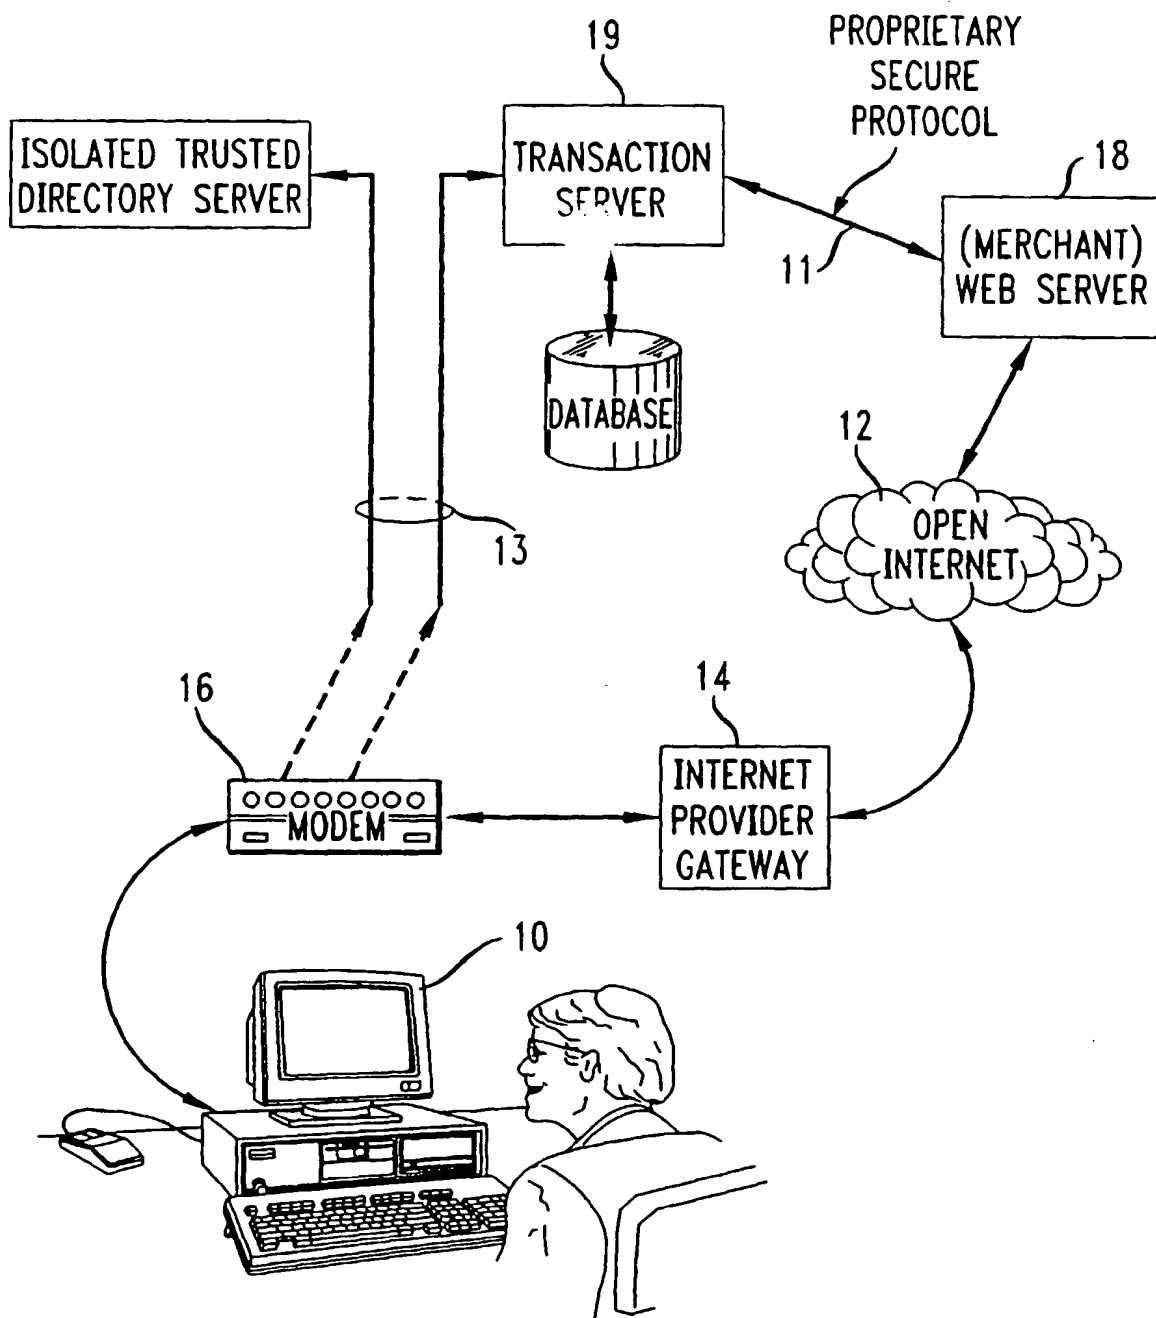 19
PROPRIETARY
SECURE
PROTOCOL
ISOLATED TRUSTED
DIRECTORY SERVER
TRANSACTION
SERVER
18
11
(MERCHANT)
WEB SERVER
DATABASE
12
OPEN
INTERNET
13
16
14
MODEM
INTERNET
PROVIDER
GATEWAY
10